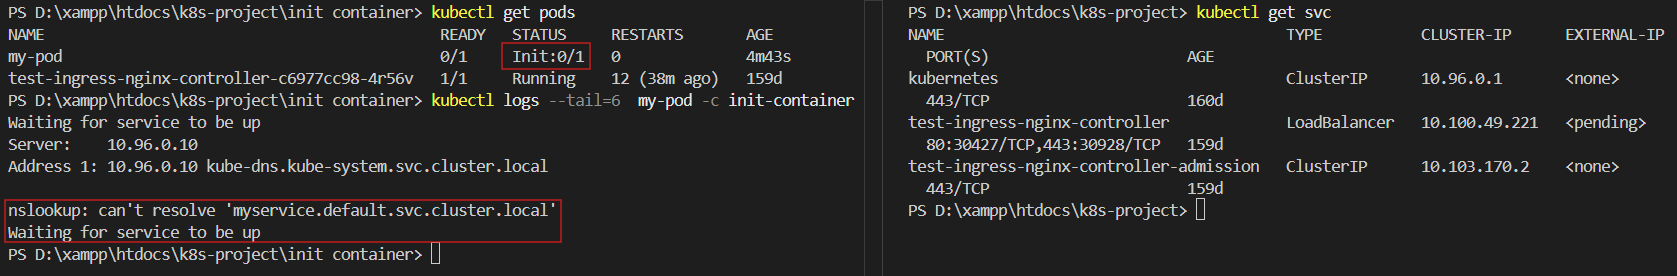 PS D:\xampp\htdocs\k8s-project\init container> kubectl get pods
NAME READY STATUS RESTARTS AGE
my-pod 0/1 Init:0/1 0 4m43s
test-ingress-nginx-controller-c6977cc98-4r56v 1/1 Running 12 (38m ago) 159d
PS D:\xampp\htdocs\k8s-project\init container> kubectl logs --tail=6 my-pod -c init-container
Waiting for service to be up
Server: 10.96.0.10
Address 1: 10.96.0.10 kube-dns.kube-system.svc.cluster.local
nslookup: can't resolve 'myservice.default.svc.cluster.local'
Waiting for service to be up
PS D:\xampp\htdocs\k8s-project\init container>
PS D:\xampp\htdocs\k8s-project> kubectl get svc
NAME TYPE CLUSTER-IP EXTERNAL-IP
PORT(S) AGE
kubernetes ClusterIP 10.96.0.1 <none>
443/TCP 160d
test-ingress-nginx-controller LoadBalancer 10.100.49.221 <pending>
80:30427/TCP,443:30928/TCP 159d
test-ingress-nginx-controller-admission ClusterIP 10.103.170.2 <none>
443/TCP 159d
PS D:\xampp\htdocs\k8s-project>